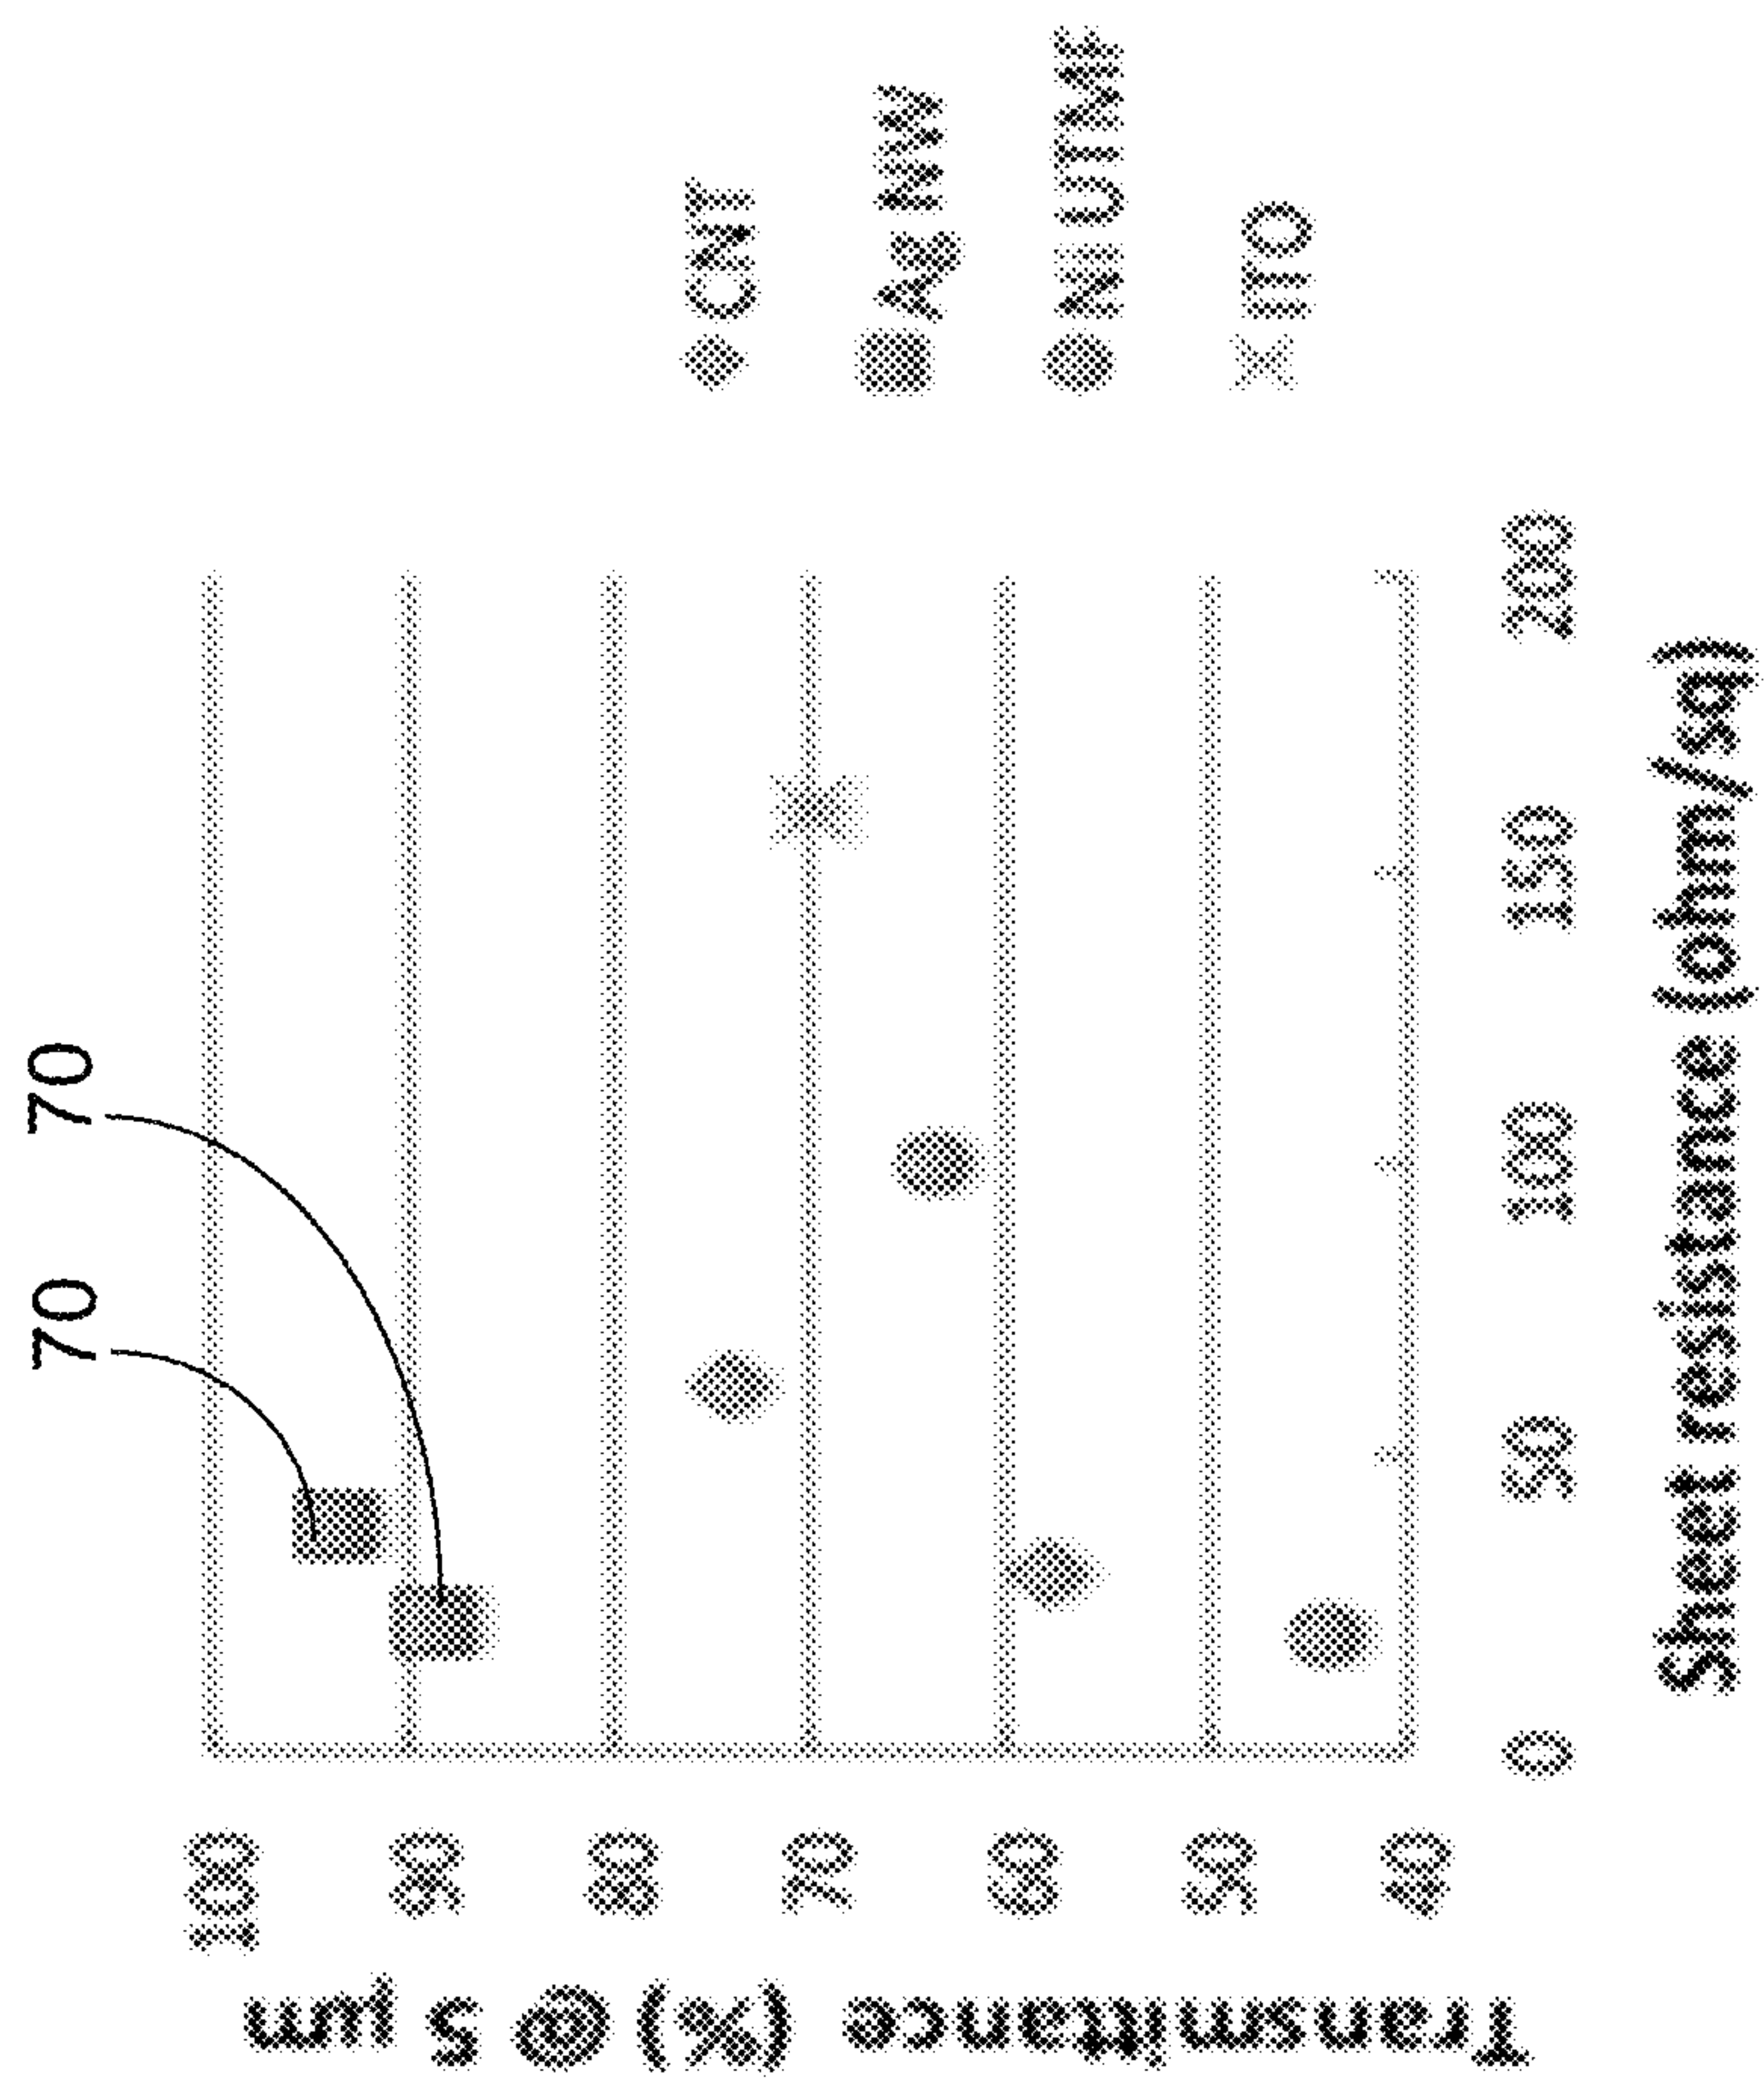 Transmittance (%) @ 5 µm
100
90
80
70
60
50
40
70
70
0
50
100
150
200
Sheet resistance (ohm/sq)
CNT
Ag NW
Ni UTMF
ITO